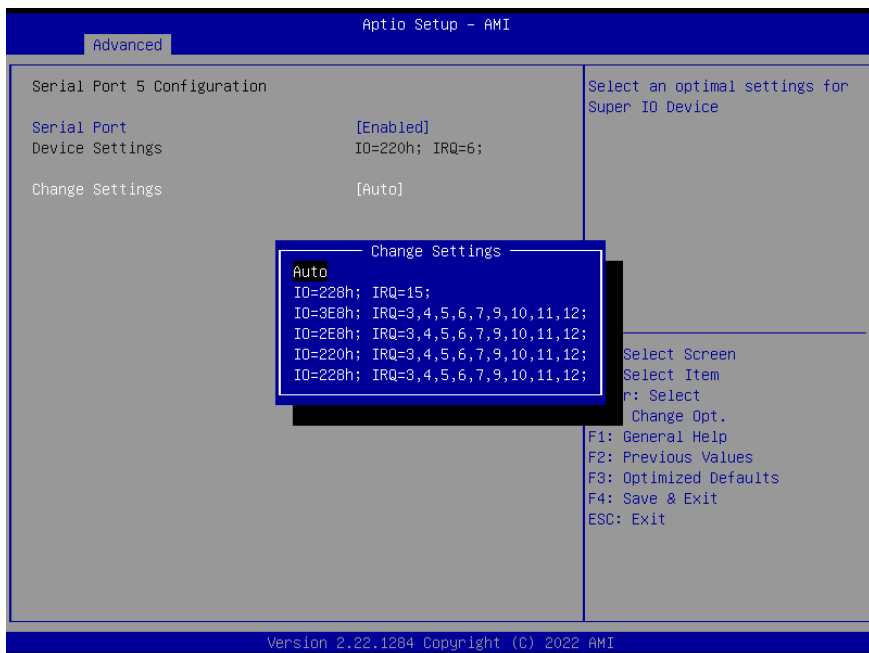 Aptio Setup – AMI
Advanced
Serial Port 5 Configuration
Serial Port [Enabled]
Device Settings IO=220h; IRQ=6;
Change Settings [Auto]
Select an optimal settings for
Super IO Device
Change Settings
Auto
IO=228h; IRQ=15;
IO=3E8h; IRQ=3,4,5,6,7,9,10,11,12;
IO=2E8h; IRQ=3,4,5,6,7,9,10,11,12;
IO=220h; IRQ=3,4,5,6,7,9,10,11,12;
IO=228h; IRQ=3,4,5,6,7,9,10,11,12;
Select Screen
Select Item
r: Select
Change Opt.
F1: General Help
F2: Previous Values
F3: Optimized Defaults
F4: Save & Exit
ESC: Exit
Version 2.22.1284 Copyright (C) 2022 AMI